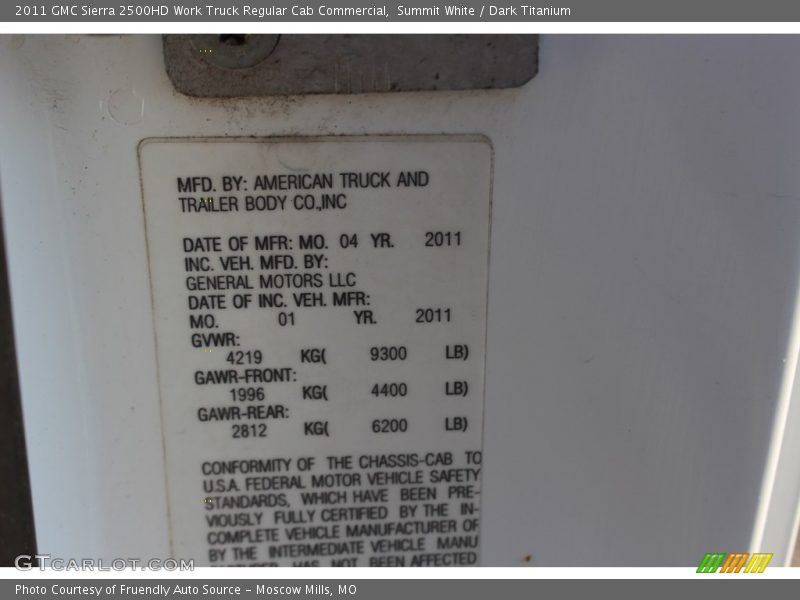 2011 GMC Sierra 2500HD Work Truck Regular Cab Commercial, Summit White / Dark Titanium
MFD. BY: AMERICAN TRUCK AND
TRAILER BODY CO.,INC
DATE OF MFR: MO. 04 YR. 2011
INC. VEH. MFD. BY:
GENERAL MOTORS LLC
DATE OF INC. VEH. MFR:
MO. 01 YR. 2011
GVWR:
4219 KG( 9300 LB)
GAWR-FRONT:
1996 KG( 4400 LB)
GAWR-REAR:
2812 KG( 6200 LB)
CONFORMITY OF THE CHASSIS-CAB TO
U.S.A. FEDERAL MOTOR VEHICLE SAFETY
STANDARDS, WHICH HAVE BEEN PRE-
VIOUSLY FULLY CERTIFIED BY THE IN-
COMPLETE VEHICLE MANUFACTURER OF
BY THE INTERMEDIATE VEHICLE MANU
HAS NOT BEEN AFFECTED
GTcarlot.com
Photo Courtesy of Fruendly Auto Source - Moscow Mills, MO